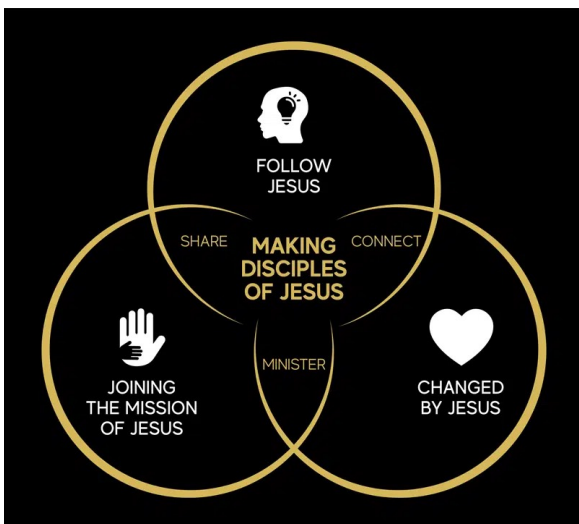 FOLLOW
JESUS
SHARE
MAKING
DISCIPLES
OF JESUS
CONNECT
MINISTER
JOINING
THE MISSION
OF JESUS
CHANGED
BY JESUS